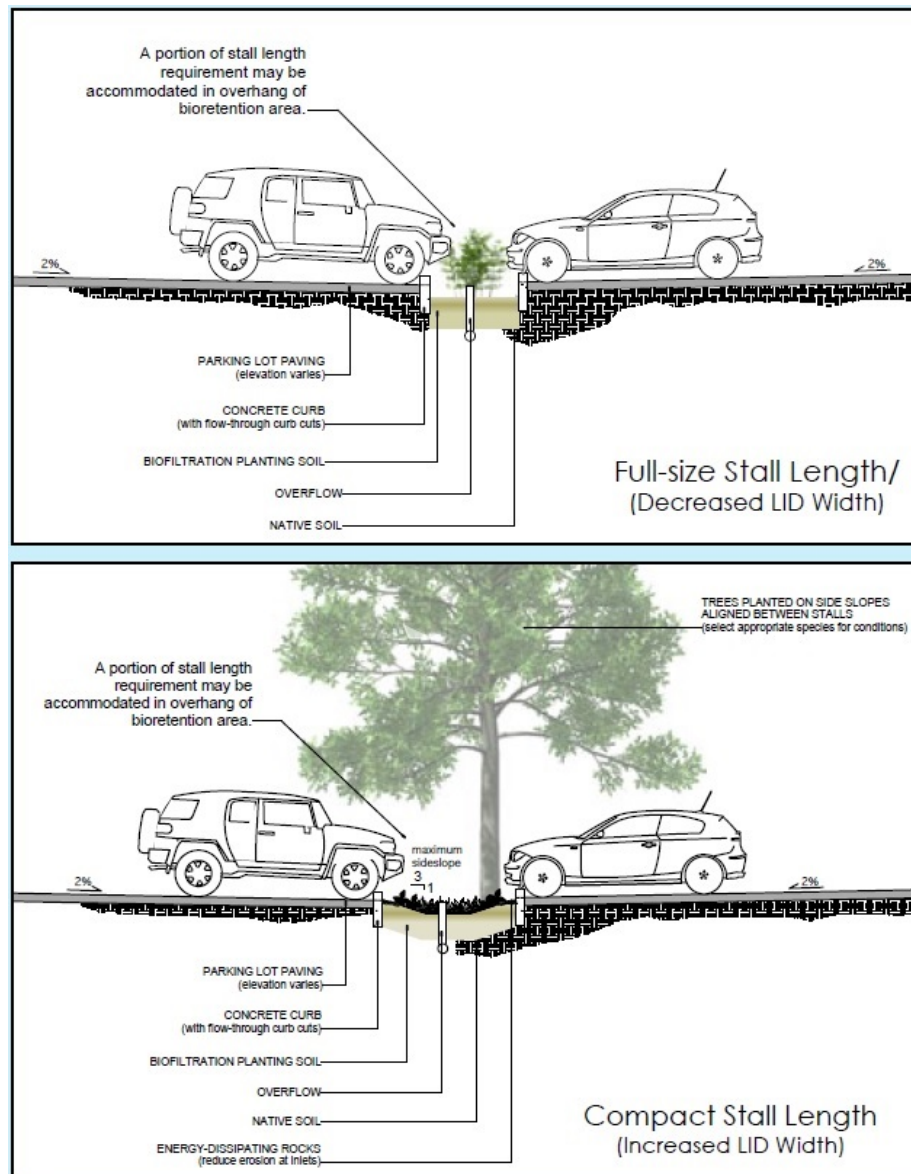 A portion of stall length
requirement may be
accommodated in overhang of
bioretention area.
2%
2%
PARKING LOT PAVING
(elevation varies)
CONCRETE CURB
(with flow-through curb cuts)
BIOFILTRATION PLANTING SOIL
OVERFLOW
NATIVE SOIL
Full-size Stall Length/
(Decreased LID Width)
TREES PLANTED ON SIDE SLOPES
ALIGNED BETWEEN STALLS
(select appropriate species for conditions)
A portion of stall length
requirement may be
accommodated in overhang of
bioretention area.
maximum
sideslope
3
1
2%
2%
PARKING LOT PAVING
(elevation varies)
CONCRETE CURB
(with flow-through curb cuts)
BIOFILTRATION PLANTING SOIL
OVERFLOW
NATIVE SOIL
ENERGY-DISSIPATING ROCKS
(reduce erosion at inlets)
Compact Stall Length
(Increased LID Width)